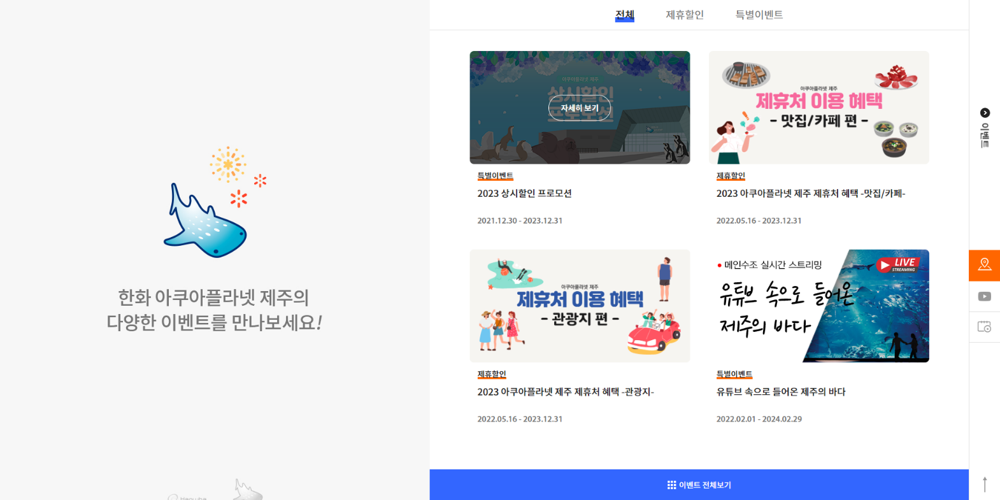 전체
제휴할인
특별이벤트
한화 아쿠아플라넷 제주의
다양한 이벤트를 만나보세요!
아쿠아플라넷 제주
상시할인
프로모션
자세히 보기
특별이벤트
2023 상시할인 프로모션
2021.12.30 - 2023.12.31
아쿠아플라넷 제주
제휴처 이용 혜택
- 맛집/카페 편 -
제휴할인
2023 아쿠아플라넷 제주 제휴처 혜택 -맛집/카페-
2022.05.16 - 2023.12.31
아쿠아플라넷 제주
제휴처 이용 혜택
- 관광지 편 -
제휴할인
2023 아쿠아플라넷 제주 제휴처 혜택 -관광지-
2022.05.16 - 2023.12.31
메인수조 실시간 스트리밍
LIVE
STREAMING
유튜브 속으로 들어온
제주의 바다
특별이벤트
유튜브 속으로 들어온 제주의 바다
2022.02.01 - 2024.02.29
이벤트 전체보기
이벤트